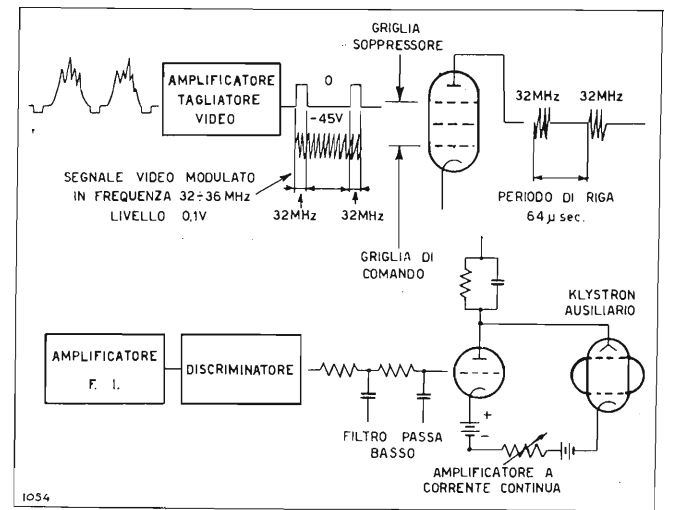 GRIGLIA
SOPPRESSORE
AMPLIFICATORE
TAGLIATORE
VIDEO
0
-45V
32MHz
32MHz
SEGNALE VIDEO MODULATO
IN FREQUENZA 32÷36 MHz
LIVELLO 0,1V
32MHz
32MHz
PERIODO DI RIGA
64 µ sec.
GRIGLIA DI
COMANDO
KLYSTRON
AUSILIARIO
AMPLIFICATORE
F. I.
DISCRIMINATORE
+
-
FILTRO PASSA
BASSO
AMPLIFICATORE A
CORRENTE CONTINUA
1054